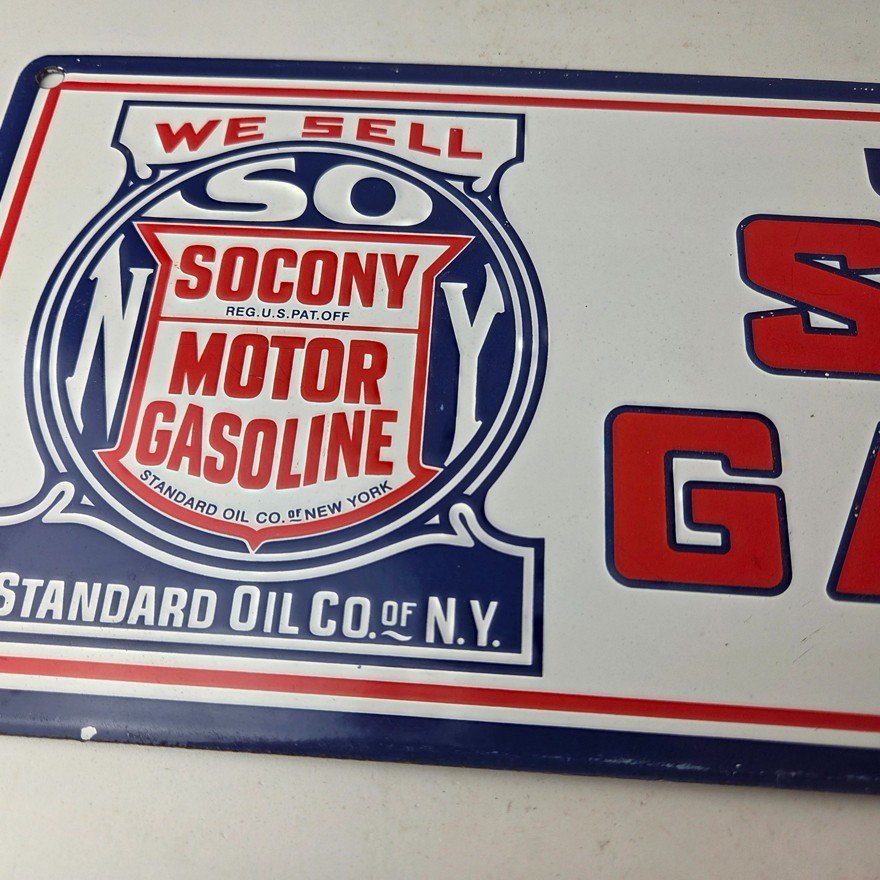 WE SELL
SO
N Y
SOCONY
REG.U.S.PAT.OFF
MOTOR
GASOLINE
STANDARD OIL CO. OF NEW YORK
STANDARD OIL CO. OF N.Y.
S
G